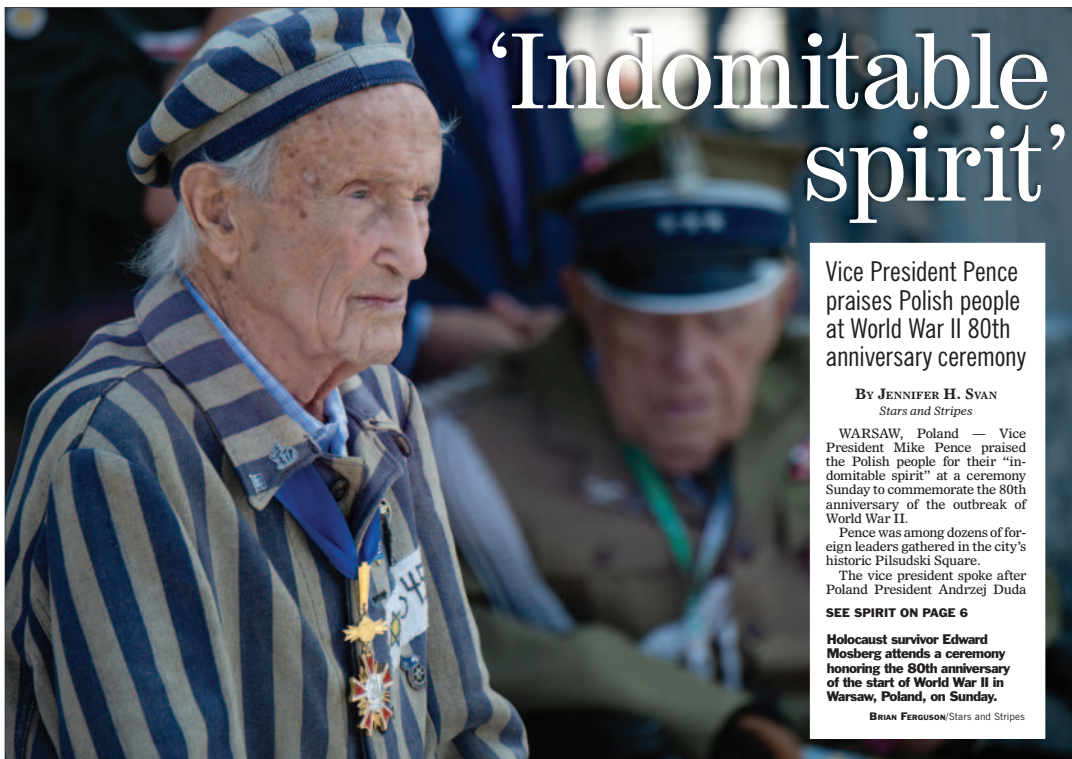 ‘Indomitable
spirit’
Vice President Pence
praises Polish people
at World War II 80th
anniversary ceremony
By Jennifer H. Svan
Stars and Stripes
WARSAW, Poland — Vice
President Mike Pence praised
the Polish people for their “in-
domitable spirit” at a ceremony
Sunday to commemorate the 80th
anniversary of the outbreak of
World War II.
Pence was among dozens of for-
eign leaders gathered in the city’s
historic Pilsudski Square.
The vice president spoke after
Poland President Andrzej Duda
SEE SPIRIT ON PAGE 6
Holocaust survivor Edward
Mosberg attends a ceremony
honoring the 80th anniversary
of the start of World War II in
Warsaw, Poland, on Sunday.
Brian Ferguson/Stars and Stripes